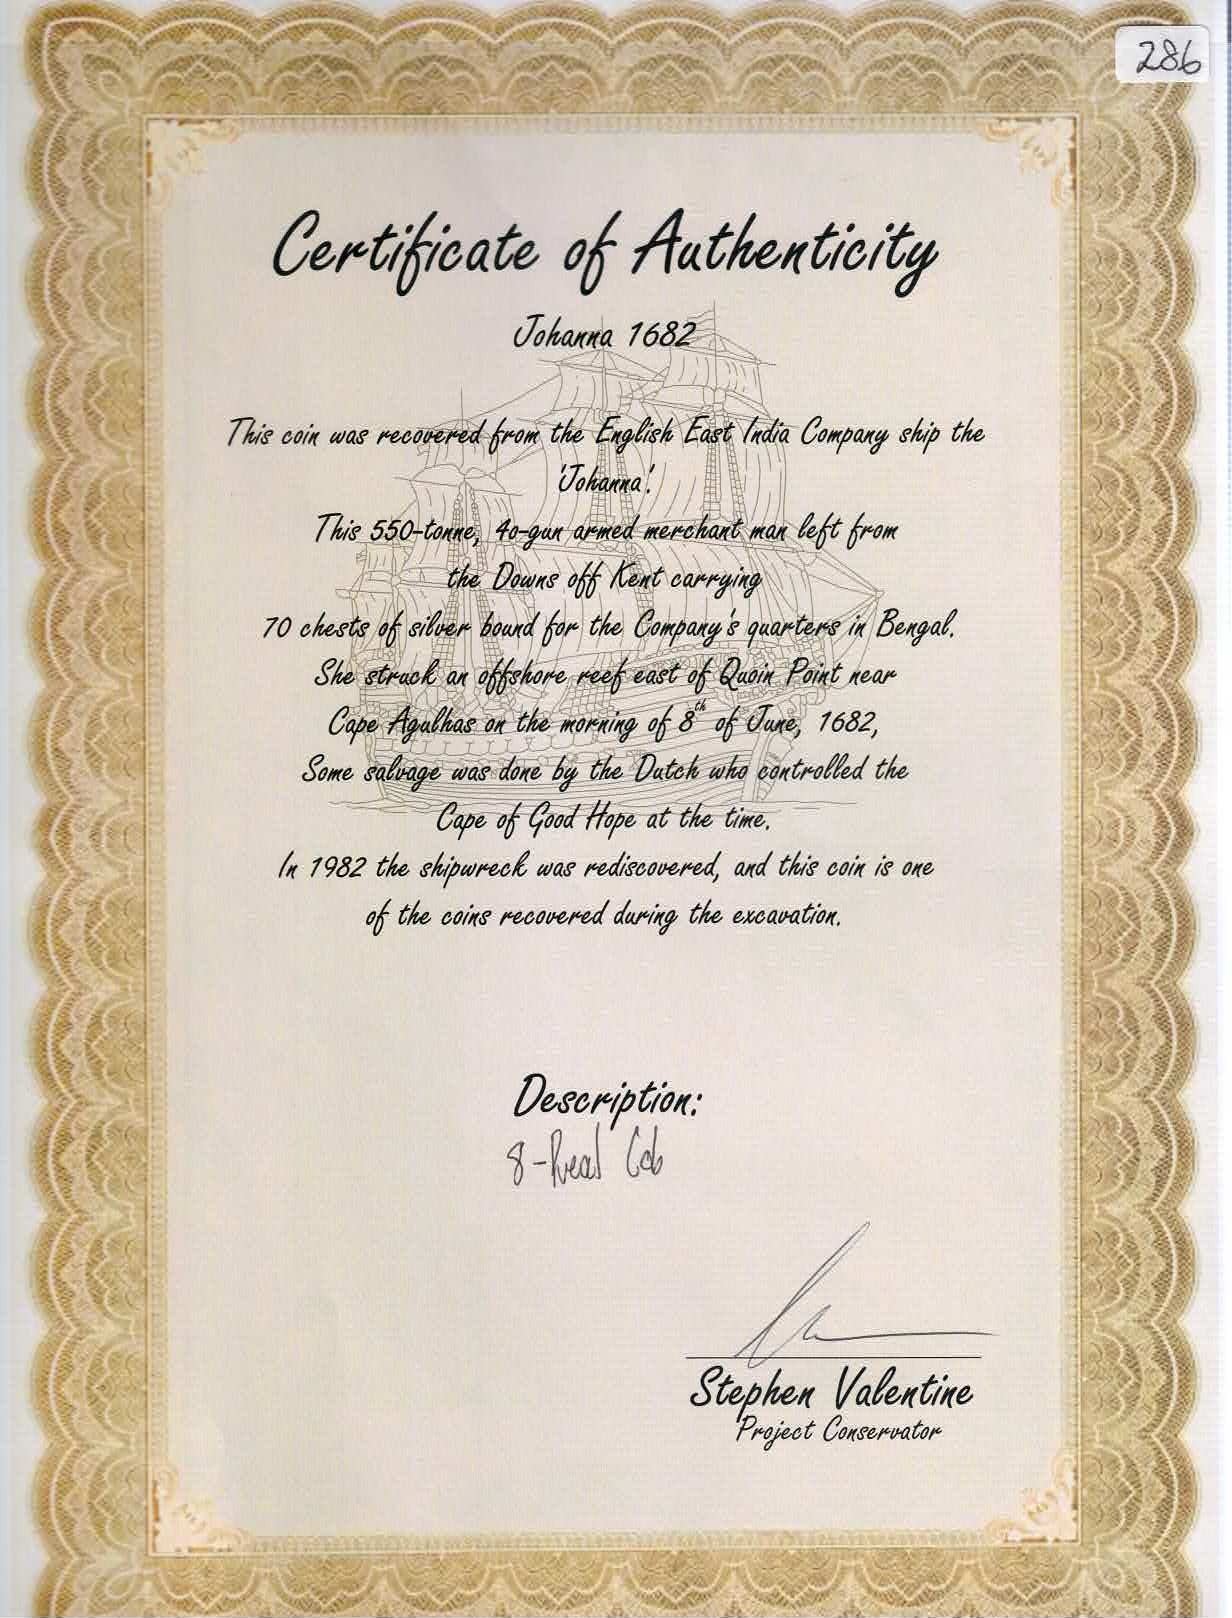 286
Certificate of Authenticity
Johanna 1682
This coin was recovered from the English East India Company ship the
'Johanna'.
This 550-tonne, 4o-gun armed merchant man left from
the Downs off Kent carrying
70 chests of silver bound for the Company's quarters in Bengal.
She struck an offshore reef east of Quoin Point near
Cape Agulhas on the morning of 8th of June, 1682,
Some salvage was done by the Dutch who controlled the
Cape of Good Hope at the time.
In 1982 the shipwreck was rediscovered, and this coin is one
of the coins recovered during the excavation.
Description:
8-Real Cob
Stephen Valentine
Project Conservator